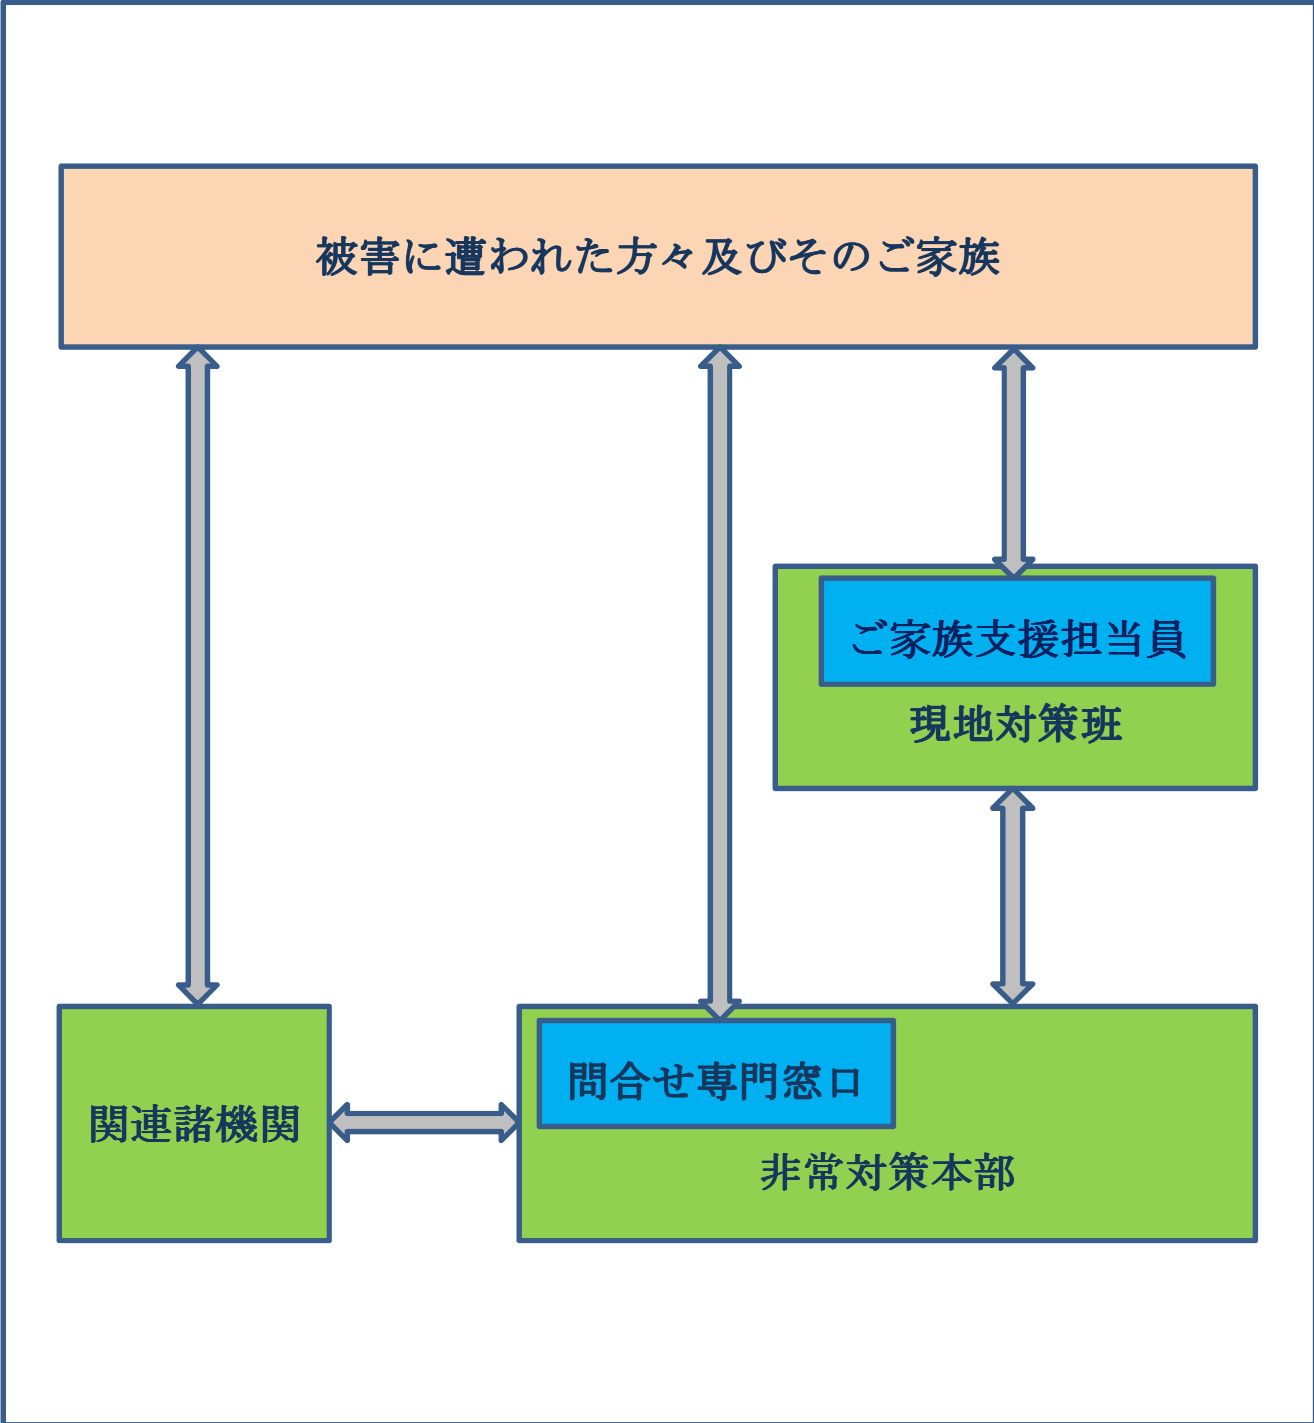 被害に遭われた方々及びそのご家族
ご家族支援担当員
現地対策班
問合せ専門窓口
関連諸機関
非常対策本部